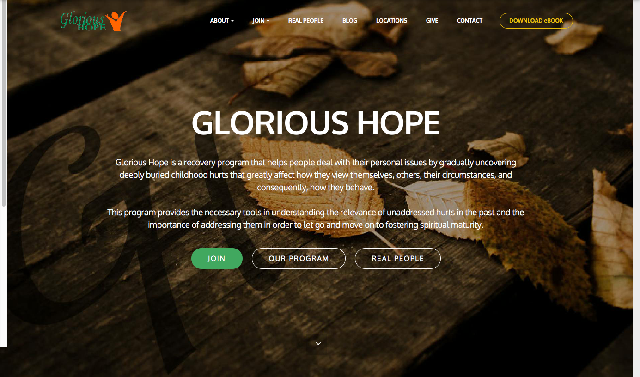 Glorious
HOPE
ABOUT
JOIN
REAL PEOPLE
BLOG
LOCATIONS
GIVE
CONTACT
DOWNLOAD eBOOK
GLORIOUS HOPE
Glorious Hope is a recovery program that helps people deal with their personal issues by gradually uncovering
deeply buried childhood hurts that greatly affect how they view themselves, others, their circumstances, and
consequently, how they behave.
This program provides the necessary tools in understanding the relevance of unaddressed hurts in the past and the
importance of addressing them in order to let go and move on to fostering spiritual maturity.
JOIN
OUR PROGRAM
REAL PEOPLE